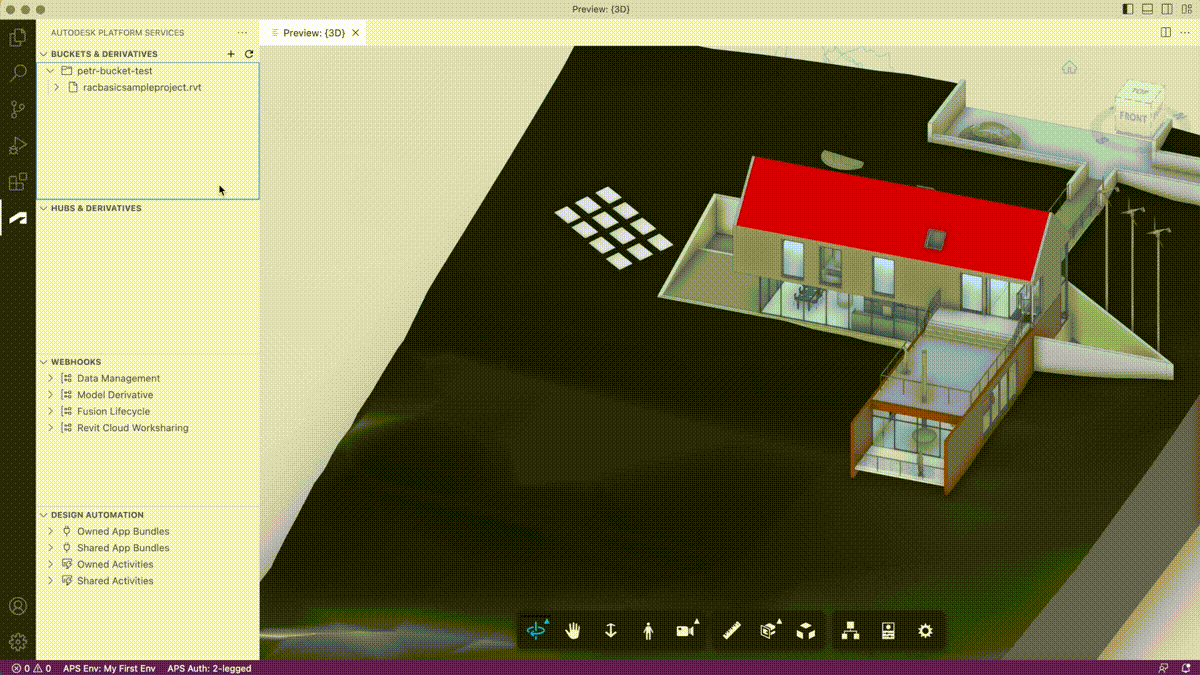 Preview: {3D}
AUTODESK PLATFORM SERVICES
Preview: {3D}
BUCKETS & DERIVATIVES
petr-bucket-test
racbasicsampleproject.rvt
TOP
FRONT
HUBS & DERIVATIVES
WEBHOOKS
Data Management
Model Derivative
Fusion Lifecycle
Revit Cloud Worksharing
DESIGN AUTOMATION
Owned App Bundles
Shared App Bundles
Owned Activities
Shared Activities
0 0 APS Env: My First Env APS Auth: 2-legged